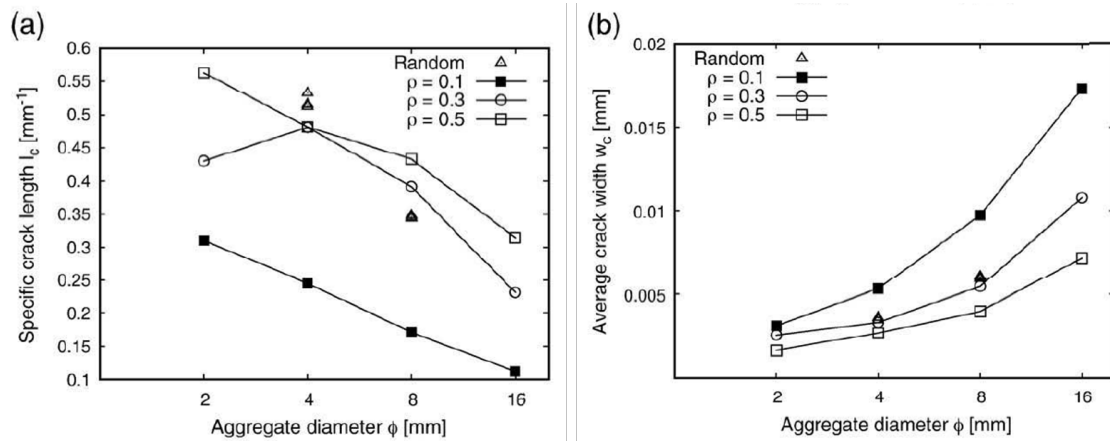 (a)
0.6
0.55
0.5
0.45
0.4
0.35
0.3
0.25
0.2
0.15
0.1
Specific crack length l_c [mm⁻¹]
Random
ρ = 0.1
ρ = 0.3
ρ = 0.5
2 4 8 16
Aggregate diameter ϕ [mm]
(b)
0.02
0.015
0.01
0.005
Average crack width w_c [mm]
Random
ρ = 0.1
ρ = 0.3
ρ = 0.5
2 4 8 16
Aggregate diameter ϕ [mm]